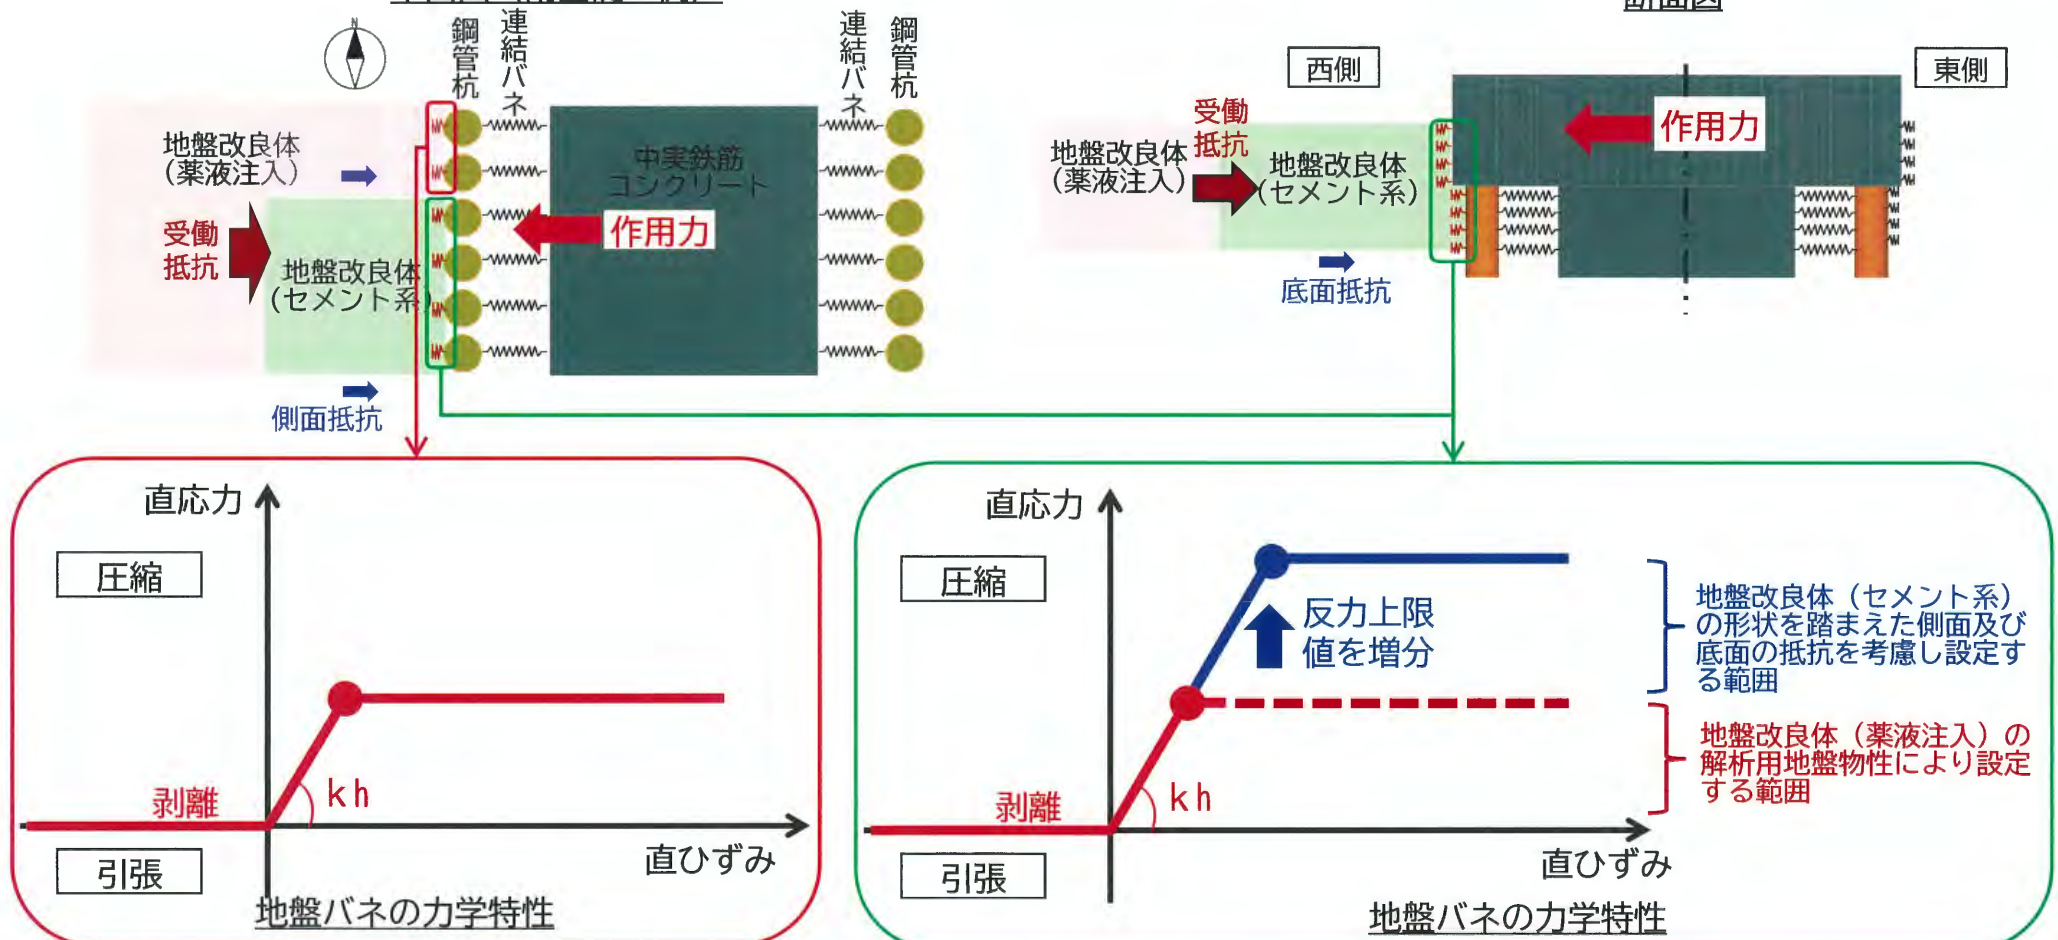 断面図
N
鋼管杭
連結バネ
連結バネ
鋼管杭
地盤改良体
(薬液注入)
受働
抵抗
地盤改良体
(セメント系)
側面抵抗
中実鉄筋
コンクリート
作用力
西側
東側
受働
抵抗
地盤改良体
(薬液注入)
地盤改良体
(セメント系)
作用力
底面抵抗
直応力
圧縮
剥離
kh
引張
直ひずみ
地盤バネの力学特性
直応力
圧縮
反力上限
値を増分
剥離
kh
引張
直ひずみ
地盤バネの力学特性
地盤改良体（セメント系）
の形状を踏まえた側面及び
底面の抵抗を考慮し設定す
る範囲
地盤改良体（薬液注入）の
解析用地盤物性により設定
する範囲